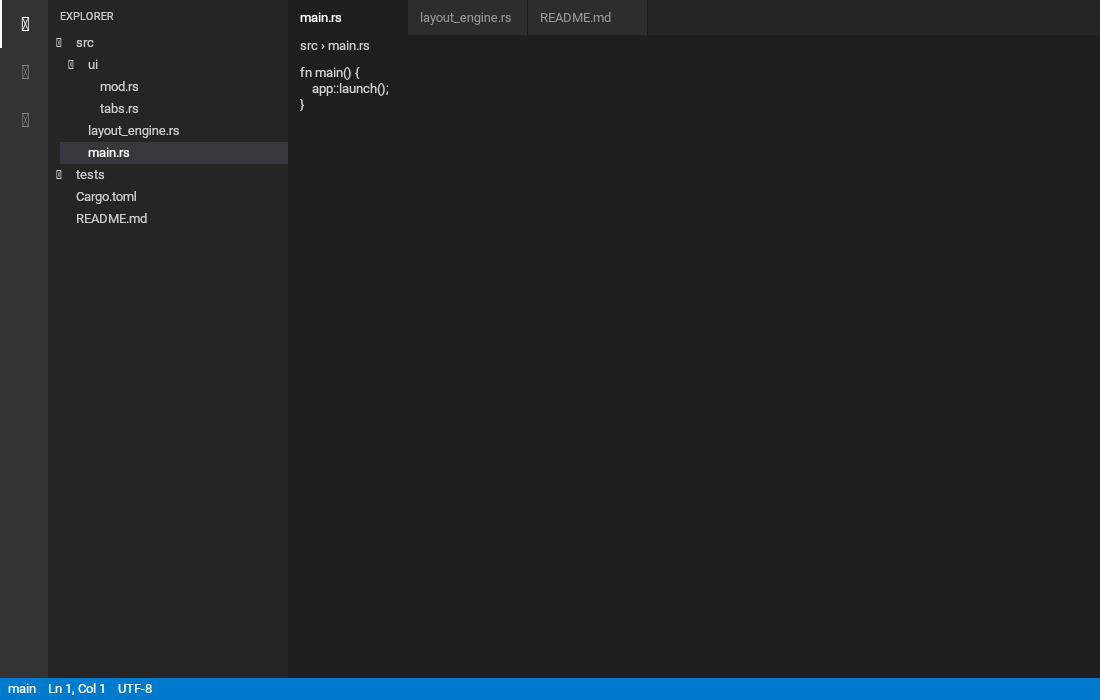 EXPLORER
src
ui
mod.rs
tabs.rs
layout_engine.rs
main.rs
tests
Cargo.toml
README.md
main.rs layout_engine.rs README.md
src › main.rs
fn main() {
app::launch();
}
main Ln 1, Col 1 UTF-8